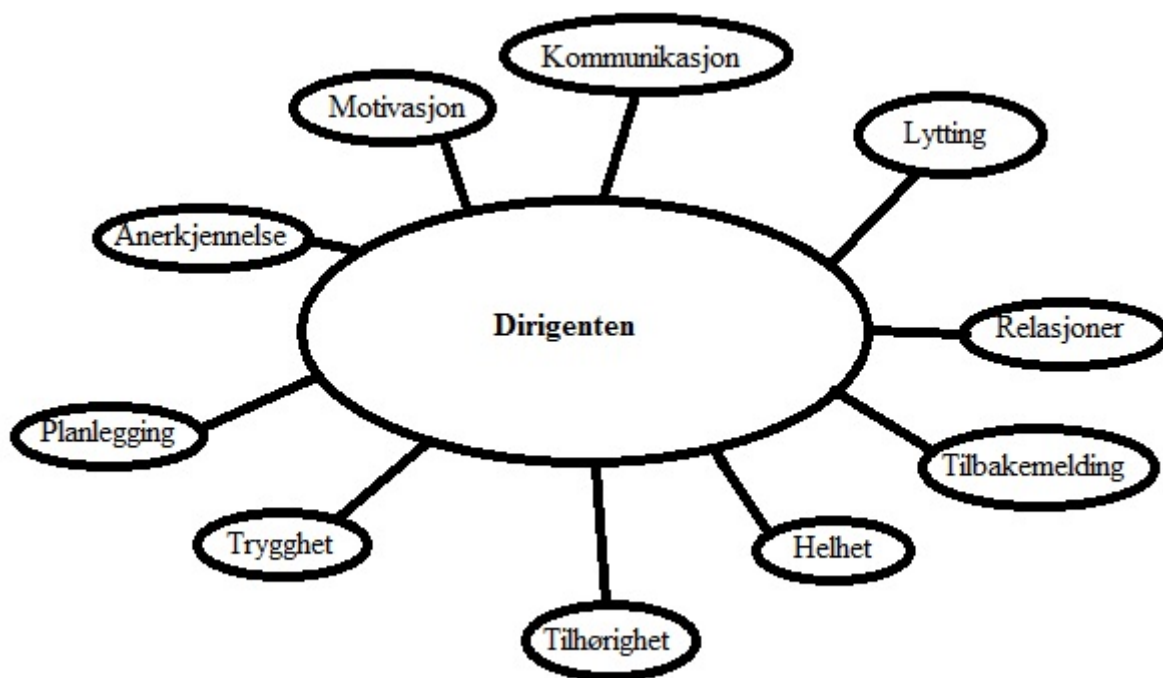 Kommunikasjon
Motivasjon
Lytting
Anerkjennelse
Dirigenten
Relasjoner
Planlegging
Tilbakemelding
Trygghet
Helhet
Tilhørighet